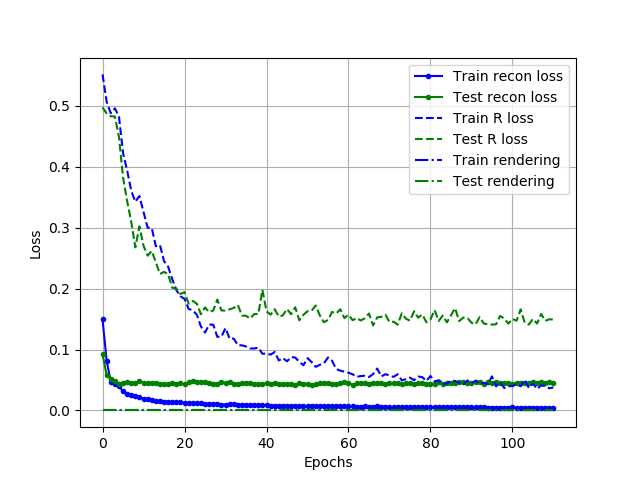 Train recon loss
Test recon loss
Train R loss
Test R loss
Train rendering
Test rendering
0.5
0.4
0.3
0.2
0.1
0.0
Loss
0 20 40 60 80 100
Epochs